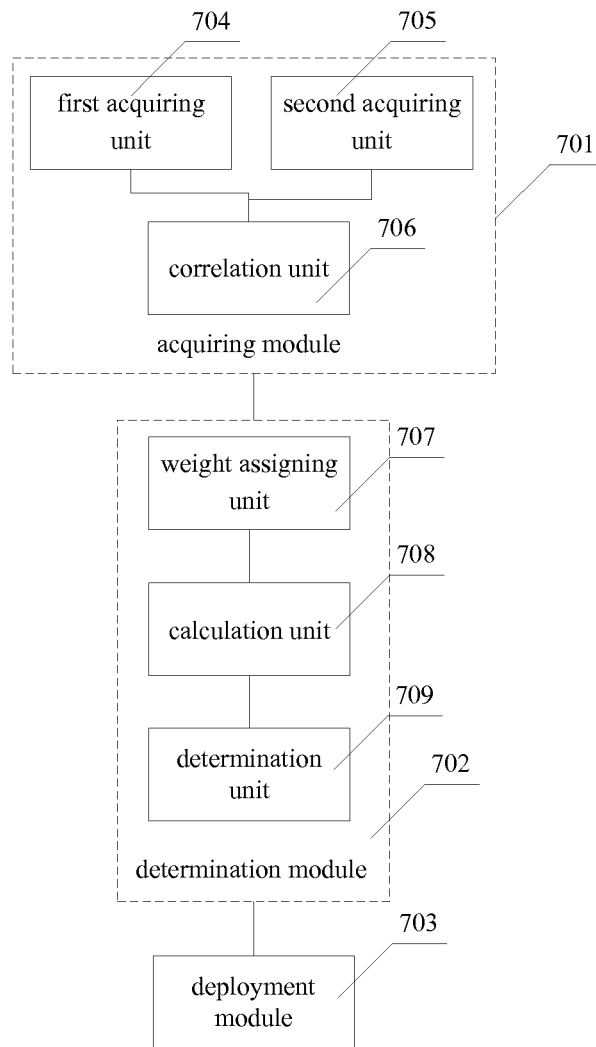 704
705
first acquiring
unit
second acquiring
unit
701
706
correlation unit
acquiring module
707
weight assigning
unit
708
calculation unit
709
determination
unit
702
determination module
703
deployment
module